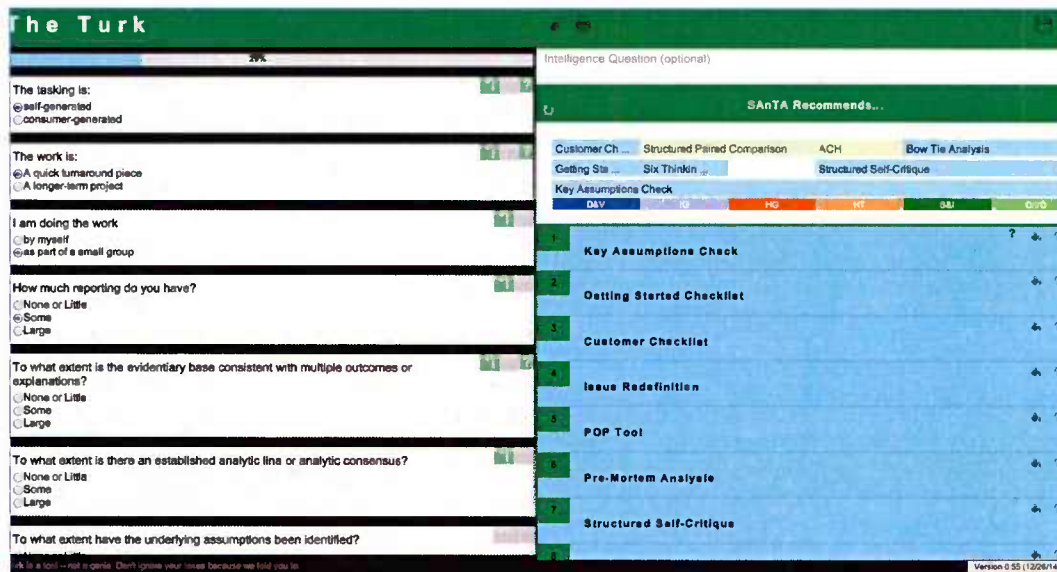 The Turk
29%
The tasking is:
self-generated
consumer-generated
The work is:
A quick turnaround piece
A longer-term project
I am doing the work
by myself
as part of a small group
How much reporting do you have?
None or Little
Some
Large
To what extent is the evidentiary base consistent with multiple outcomes or
explanations?
None or Little
Some
Large
To what extent is there an established analytic line or analytic consensus?
None or Little
Some
Large
To what extent have the underlying assumptions been identified?
Intelligence Question (optional)
SAnTA Recommends...
Customer Ch ... Structured Paired Comparison ACH Bow Tie Analysis
Getting Sta ... Six Thinkin ... Structured Self-Critique
Key Assumptions Check
D&V IG HG HT S&I
1 Key Assumptions Check ?
2 Getting Started Checklist
3 Customer Checklist
4 Issue Redefinition
5 POP Tool
6 Pre-Mortem Analysis
7 Structured Self-Critique
8
is a tool -- not a genie. Don't ignore your
because we told you to.
Version 0.55 (12/26/14